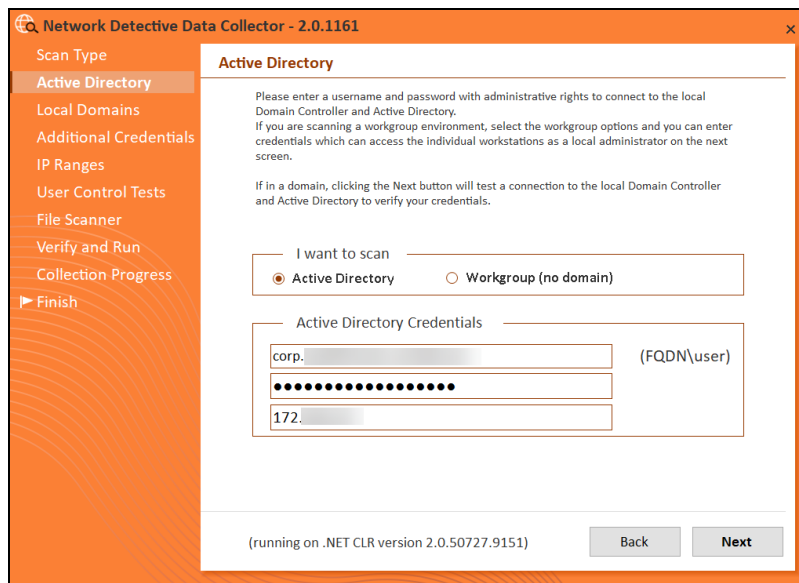 Network Detective Data Collector - 2.0.1161
×
Scan Type
Active Directory
Local Domains
Additional Credentials
IP Ranges
User Control Tests
File Scanner
Verify and Run
Collection Progress
Finish
Active Directory
Please enter a username and password with administrative rights to connect to the local
Domain Controller and Active Directory.
If you are scanning a workgroup environment, select the workgroup options and you can enter
credentials which can access the individual workstations as a local administrator on the next
screen.
If in a domain, clicking the Next button will test a connection to the local Domain Controller
and Active Directory to verify your credentials.
I want to scan
Active Directory
Workgroup (no domain)
Active Directory Credentials
corp.
(FQDN\user)
●●●●●●●●●●●●●●●●●●
172.
(running on .NET CLR version 2.0.50727.9151)
Back
Next